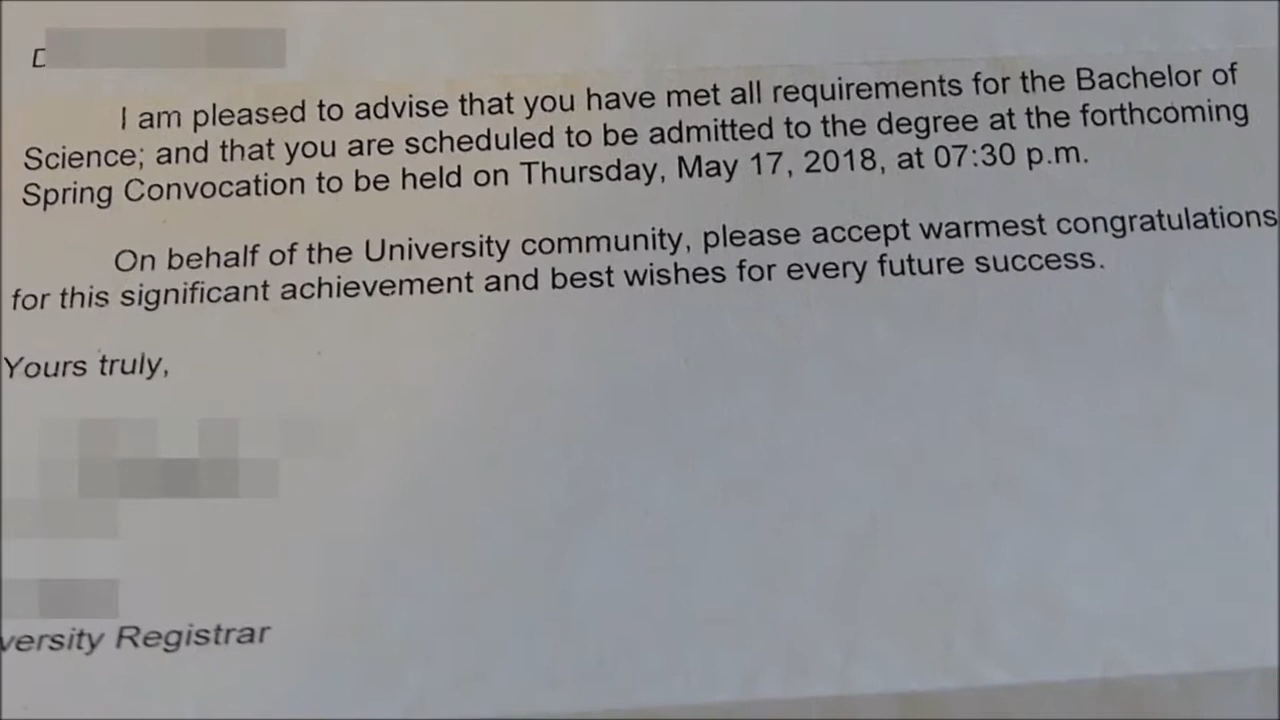 I am pleased to advise that you have met all requirements for the Bachelor of
Science; and that you are scheduled to be admitted to the degree at the forthcoming
Spring Convocation to be held on Thursday, May 17, 2018, at 07:30 p.m.
On behalf of the University community, please accept warmest congratulations
for this significant achievement and best wishes for every future success.
Yours truly,
versity Registrar